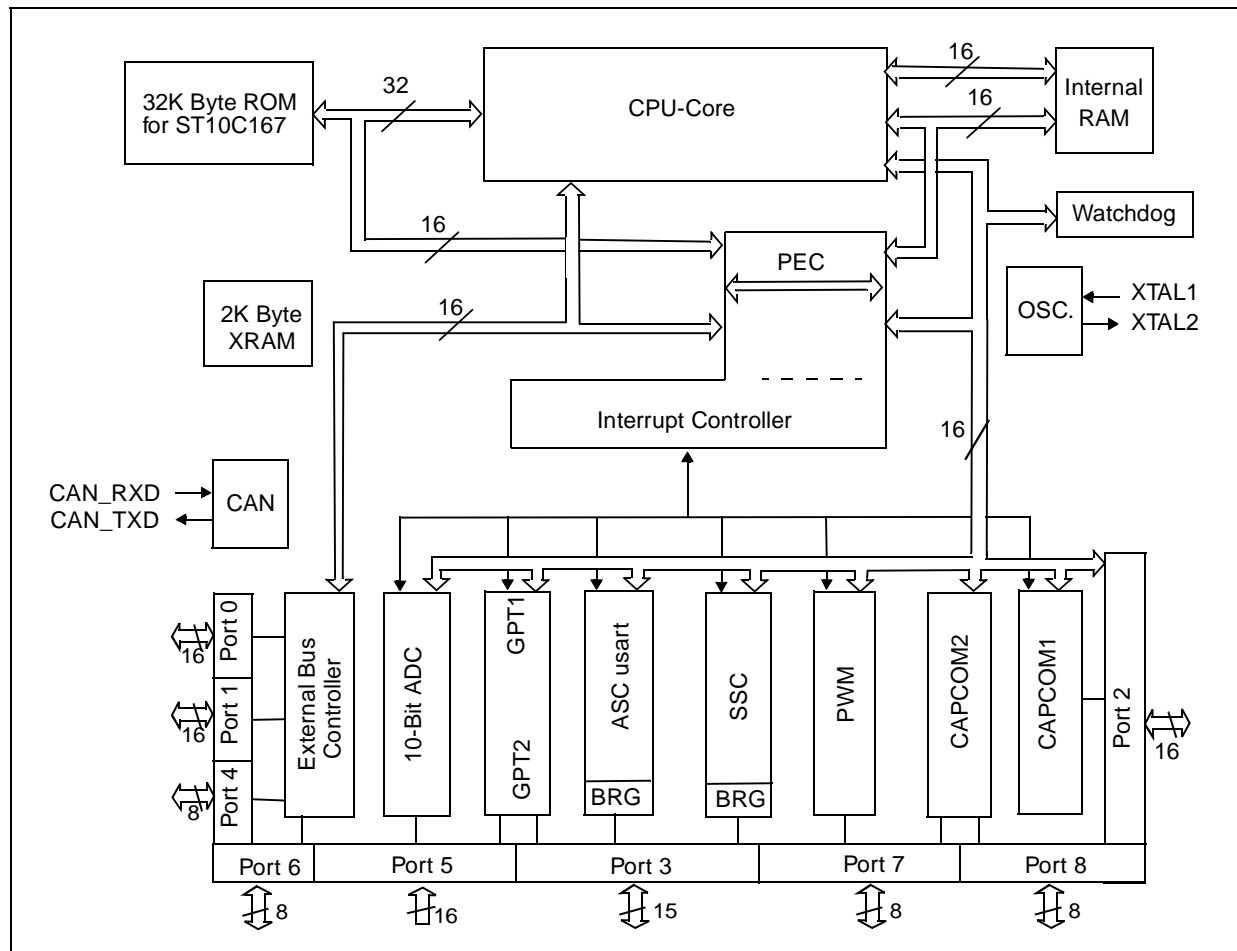 32K Byte ROM
for ST10C167
32
CPU-Core
16
16
Internal
RAM
16
Watchdog
PEC
2K Byte
XRAM
16
OSC.
XTAL1
XTAL2
Interrupt Controller
16
CAN_RXD
CAN_TXD
CAN
Port 0
16
Port 1
16
Port 4
8
External Bus
Controller
10-Bit ADC
GPT1
GPT2
ASC usart
BRG
SSC
BRG
PWM
CAPCOM2
CAPCOM1
Port 2
16
Port 6
Port 5
Port 3
Port 7
Port 8
8
16
15
8
8